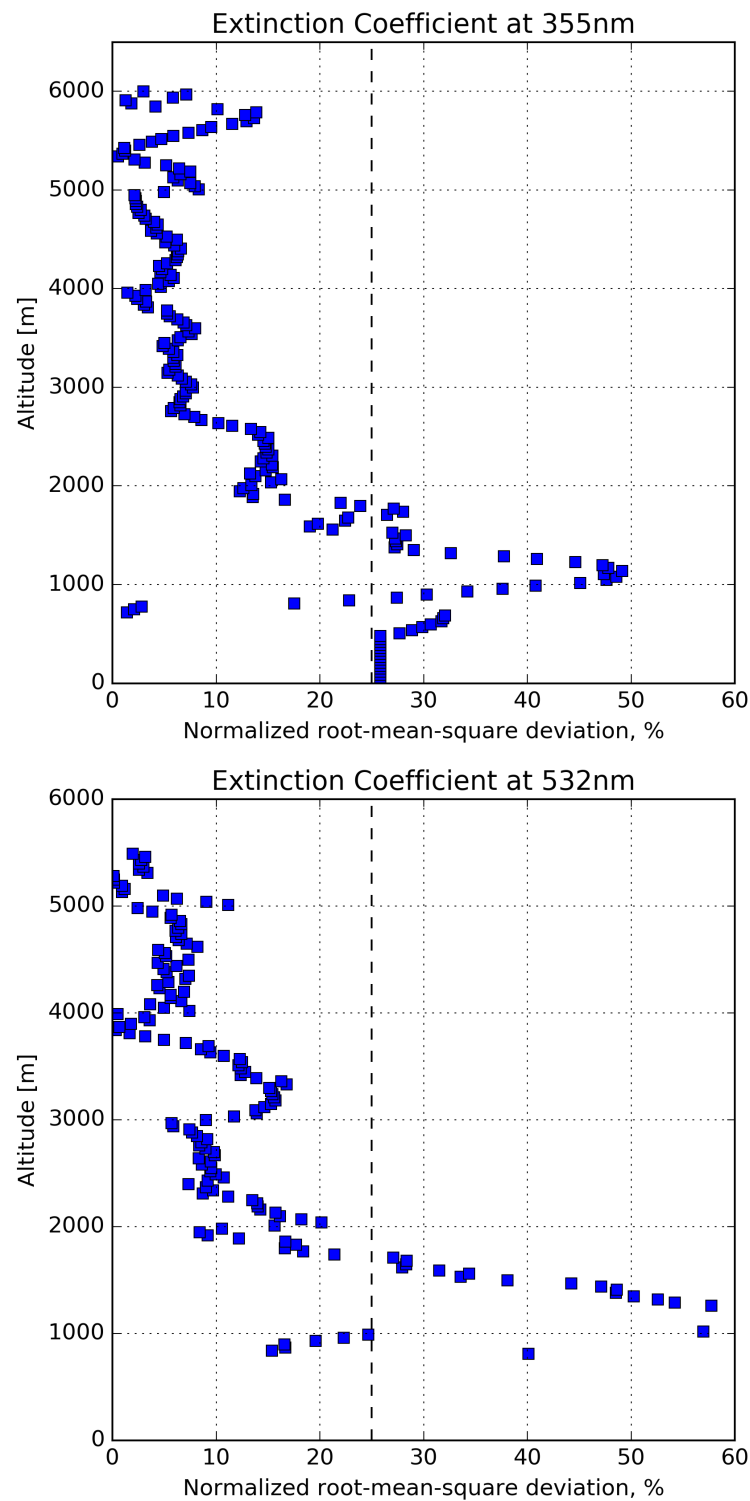 Extinction Coefficient at 355nm
6000
5000
4000
3000
2000
1000
0
Altitude [m]
0 10 20 30 40 50 60
Normalized root-mean-square deviation, %
Extinction Coefficient at 532nm
6000
5000
4000
3000
2000
1000
0
Altitude [m]
0 10 20 30 40 50 60
Normalized root-mean-square deviation, %